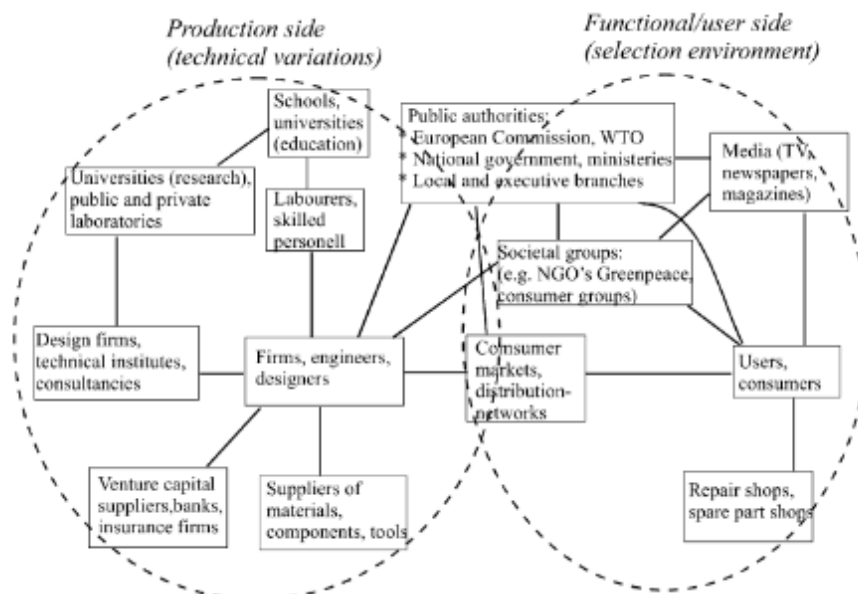 Production side
(technical variations)
Functional/user side
(selection environment)
Schools,
universities
(education)
Public authorities;
* European Commission, WTO
* National government, ministeries
* Local and executive branches
Media (TV,
newspapers,
magazines)
Universities (research),
public and private
laboratories
Labourers,
skilled
personell
Societal groups:
(e.g. NGO's Greenpeace,
consumer groups)
Design firms,
technical institutes,
consultancies
Firms, engineers,
designers
Comsumer
markets,
distribution-
networks
Users,
consumers
Venture capital
suppliers,banks,
insurance firms
Suppliers of
materials,
components, tools
Repair shops,
spare part shops